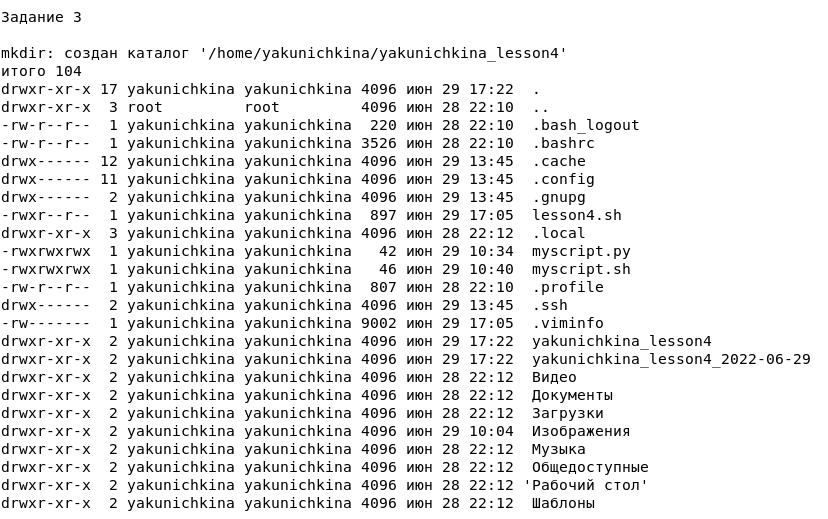 Задание 3
mkdir: создан каталог '/home/yakunichkina/yakunichkina_lesson4'
итого 104
drwxr-xr-x 17 yakunichkina yakunichkina 4096 июн 29 17:22  .
drwxr-xr-x  3 root         root         4096 июн 28 22:10  ..
-rw-r--r--  1 yakunichkina yakunichkina  220 июн 28 22:10  .bash_logout
-rw-r--r--  1 yakunichkina yakunichkina 3526 июн 28 22:10  .bashrc
drwx------ 12 yakunichkina yakunichkina 4096 июн 29 13:45  .cache
drwx------ 11 yakunichkina yakunichkina 4096 июн 29 13:45  .config
drwx------  2 yakunichkina yakunichkina 4096 июн 29 13:45  .gnupg
-rwxr--r--  1 yakunichkina yakunichkina  897 июн 29 17:05  lesson4.sh
drwxr-xr-x  3 yakunichkina yakunichkina 4096 июн 28 22:12  .local
-rwxrwxrwx  1 yakunichkina yakunichkina   42 июн 29 10:34  myscript.py
-rwxrwxrwx  1 yakunichkina yakunichkina   46 июн 29 10:40  myscript.sh
-rw-r--r--  1 yakunichkina yakunichkina  807 июн 28 22:10  .profile
drwx------  2 yakunichkina yakunichkina 4096 июн 29 13:45  .ssh
-rw-------  1 yakunichkina yakunichkina 9002 июн 29 17:05  .viminfo
drwxr-xr-x  2 yakunichkina yakunichkina 4096 июн 29 17:22  yakunichkina_lesson4
drwxr-xr-x  2 yakunichkina yakunichkina 4096 июн 29 17:22  yakunichkina_lesson4_2022-06-29
drwxr-xr-x  2 yakunichkina yakunichkina 4096 июн 28 22:12  Видео
drwxr-xr-x  2 yakunichkina yakunichkina 4096 июн 28 22:12  Документы
drwxr-xr-x  2 yakunichkina yakunichkina 4096 июн 28 22:12  Загрузки
drwxr-xr-x  2 yakunichkina yakunichkina 4096 июн 29 10:04  Изображения
drwxr-xr-x  2 yakunichkina yakunichkina 4096 июн 28 22:12  Музыка
drwxr-xr-x  2 yakunichkina yakunichkina 4096 июн 28 22:12  Общедоступные
drwxr-xr-x  2 yakunichkina yakunichkina 4096 июн 28 22:12 'Рабочий стол'
drwxr-xr-x  2 yakunichkina yakunichkina 4096 июн 28 22:12  Шаблоны